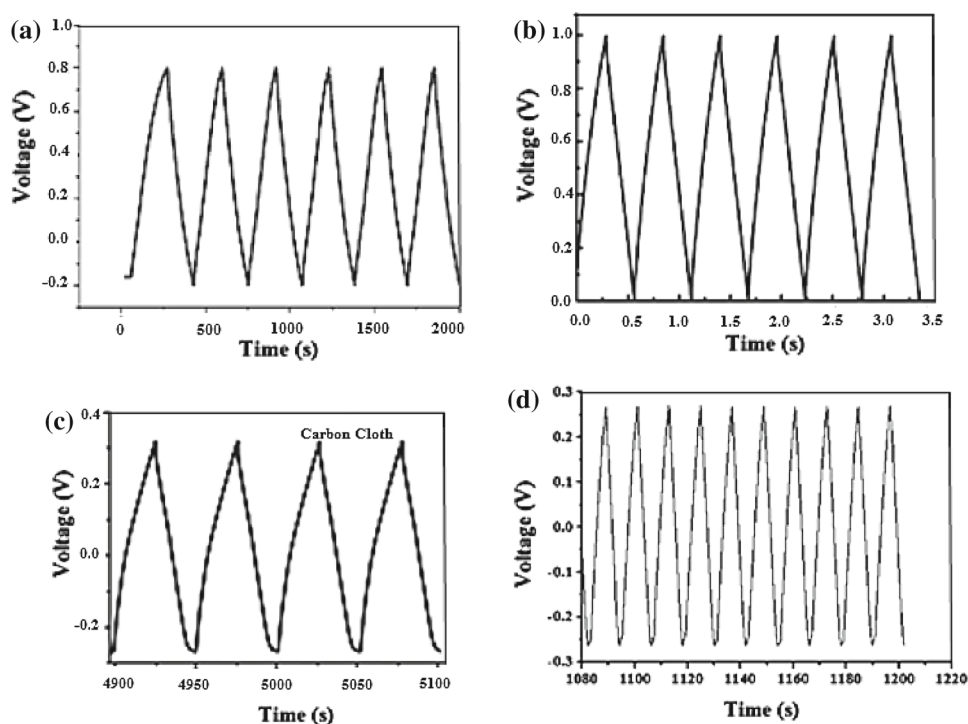 (a)
1.0
0.8
0.4
0.0
-0.2
Voltage (V)
0 500 1000 1500 2000
Time (s)
(b)
1.0
0.8
0.6
0.4
0.2
0.0
Voltage (V)
0.0 0.5 1.0 1.5 2.0 2.5 3.0 3.5
Time (s)
(c)
0.4
0.2
0.0
-0.2
Voltage (V)
Carbon Cloth
4900 4950 5000 5050 5100
Time (s)
(d)
0.3
0.2
0.1
0.0
-0.1
-0.2
-0.3
Voltage (V)
1080 1100 1120 1140 1160 1180 1200 1220
Time (s)